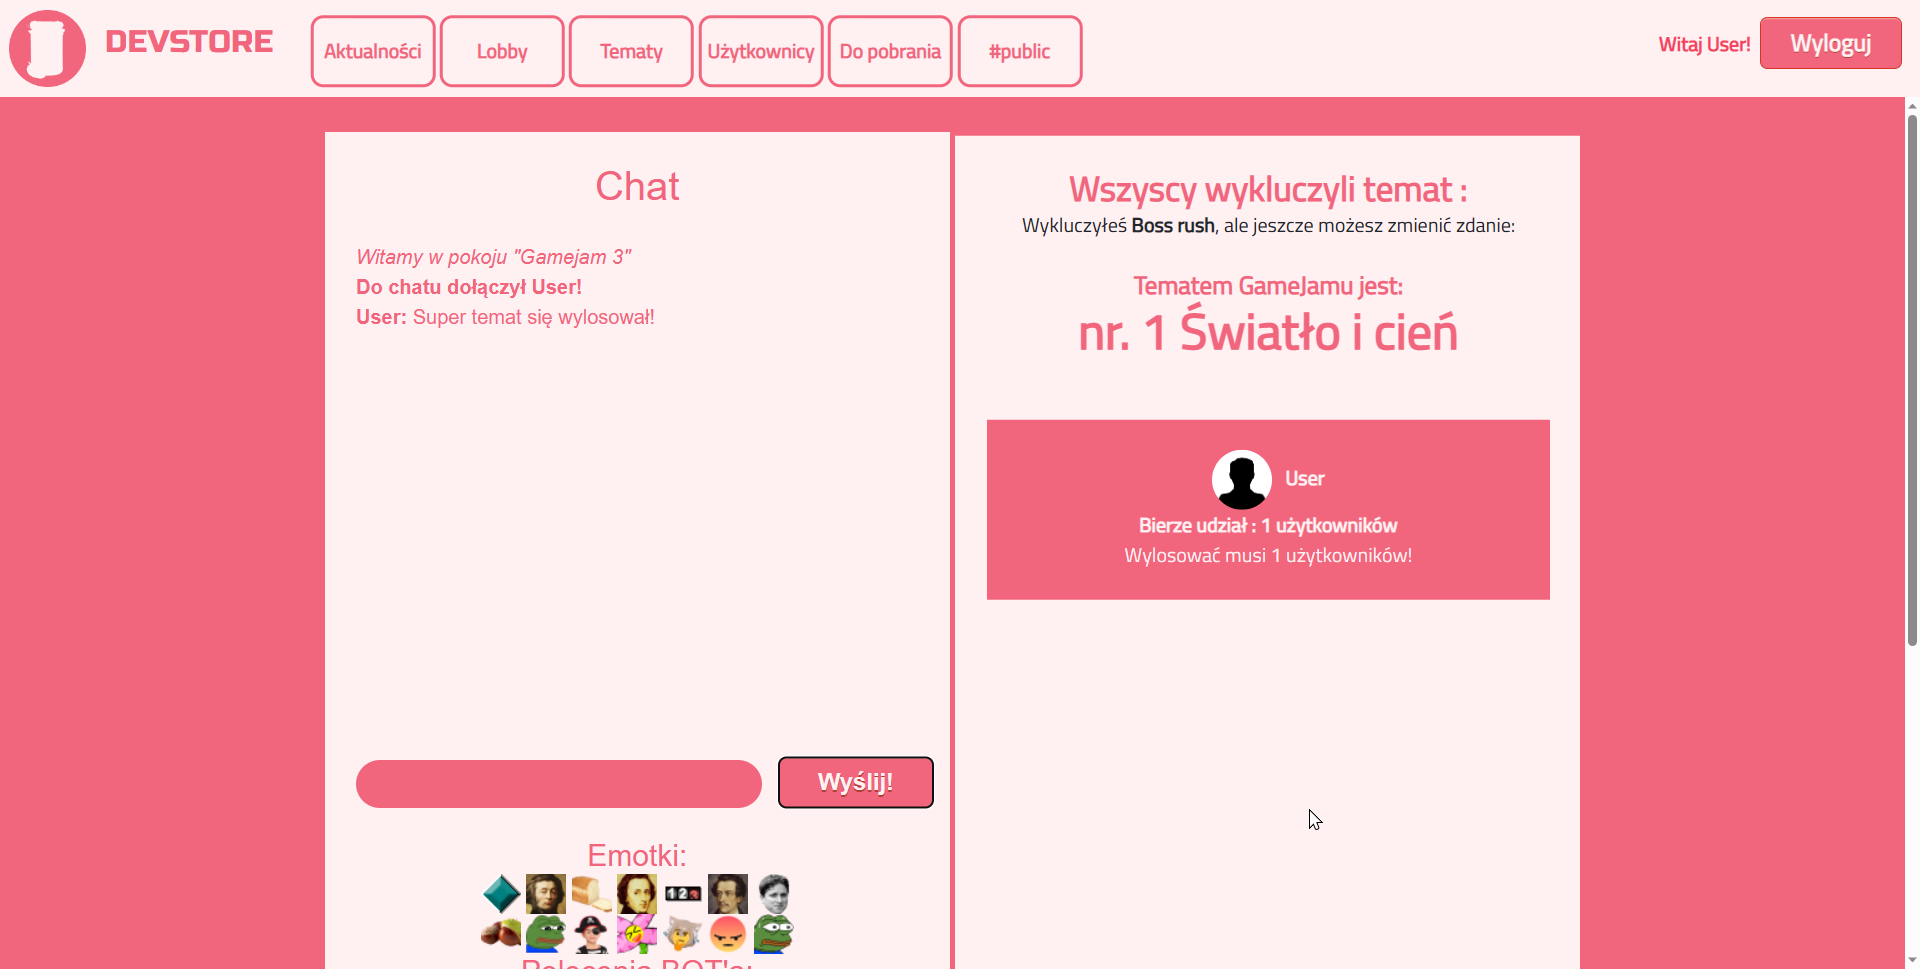 DEVSTORE
Aktualności
Lobby
Tematy
Użytkownicy
Do pobrania
#public
Witaj User!
Wyloguj
Chat
Witamy w pokoju "Gamejam 3"
Do chatu dołączył User!
User: Super temat się wylosował!
Wyślij!
Emotki:
Polecenia BOT'a:
Wszyscy wykluczyli temat :
Wykluczyłeś Boss rush, ale jeszcze możesz zmienić zdanie:
Tematem GameJamu jest:
nr. 1 Światło i cień
User
Bierze udział : 1 użytkowników
Wylosować musi 1 użytkowników!